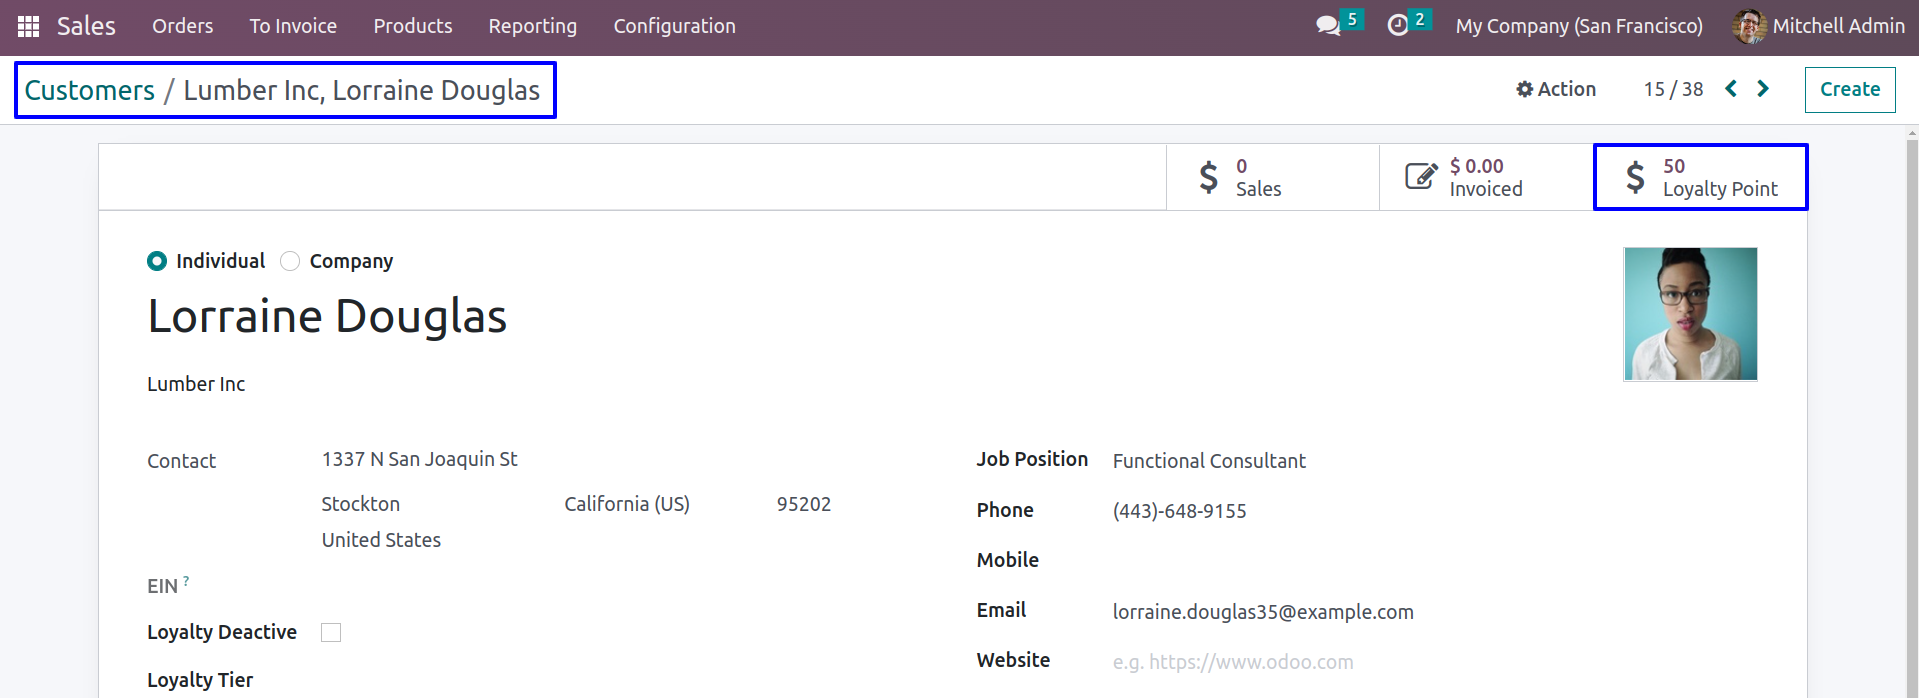 Sales Orders To Invoice Products Reporting Configuration 5 2 My Company (San Francisco) Mitchell Admin
Customers / Lumber Inc, Lorraine Douglas Action 15 / 38 Create
$ 0 Sales
$ 0.00 Invoiced
$ 50 Loyalty Point
Individual Company
Lorraine Douglas
Lumber Inc
Contact 1337 N San Joaquin St
Stockton California (US) 95202
United States
EIN ?
Loyalty Deactive
Loyalty Tier
Job Position Functional Consultant
Phone (443)-648-9155
Mobile
Email lorraine.douglas35@example.com
Website e.g. https://www.odoo.com